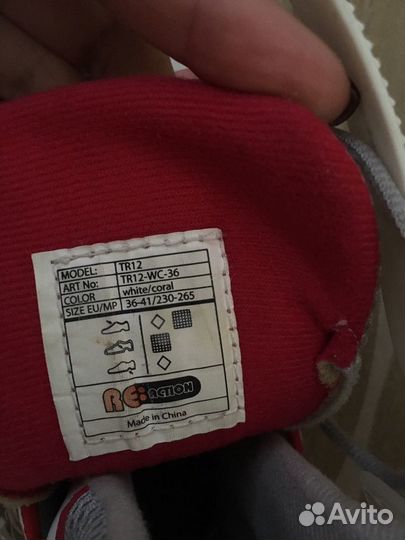 MODEL: TR12
ART No: TR12-WC-36
COLOR white/coral
SIZE EU/MP 36-41/230-265
RE:ACTION
Made in China
Avito